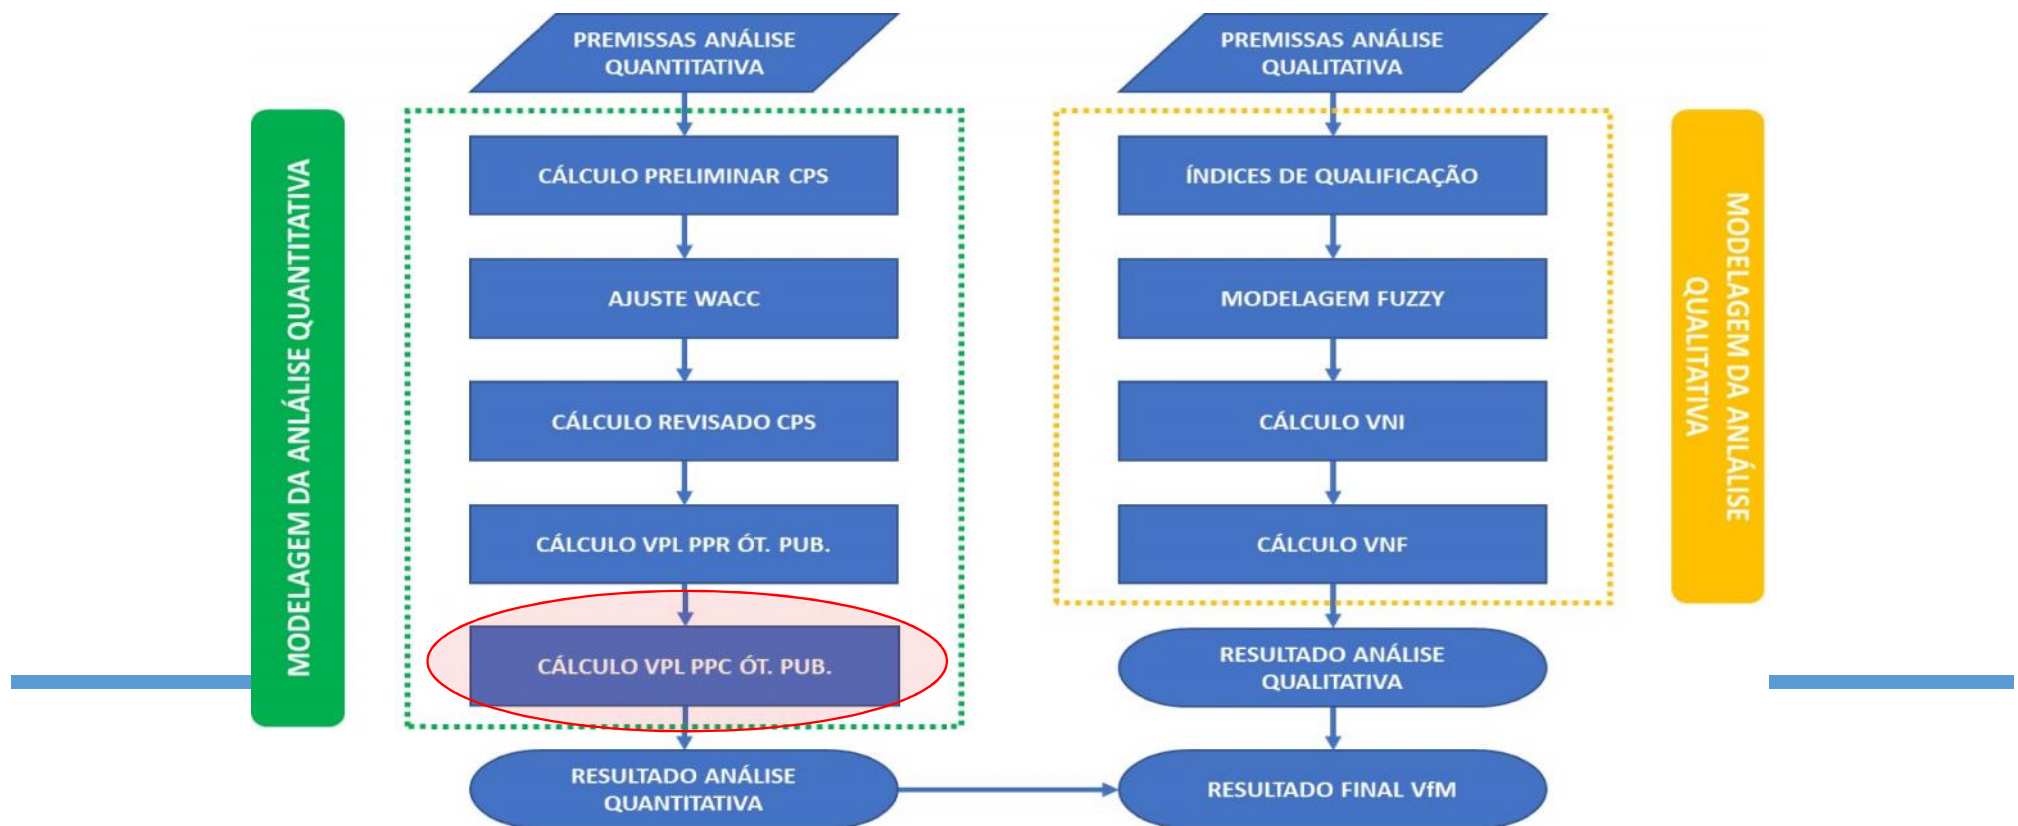 MODELAGEM DA ANLÁLISE QUANTITATIVA
PREMISSAS ANÁLISE
QUANTITATIVA
CÁLCULO PRELIMINAR CPS
AJUSTE WACC
CÁLCULO REVISADO CPS
CÁLCULO VPL PPR ÓT. PUB.
CÁLCULO VPL PPC ÓT. PUB.
RESULTADO ANÁLISE
QUANTITATIVA
PREMISSAS ANÁLISE
QUALITATIVA
ÍNDICES DE QUALIFICAÇÃO
MODELAGEM FUZZY
CÁLCULO VNI
CÁLCULO VNF
RESULTADO ANÁLISE
QUALITATIVA
RESULTADO FINAL VfM
MODELAGEM DA ANLÁLISE
QUALITATIVA